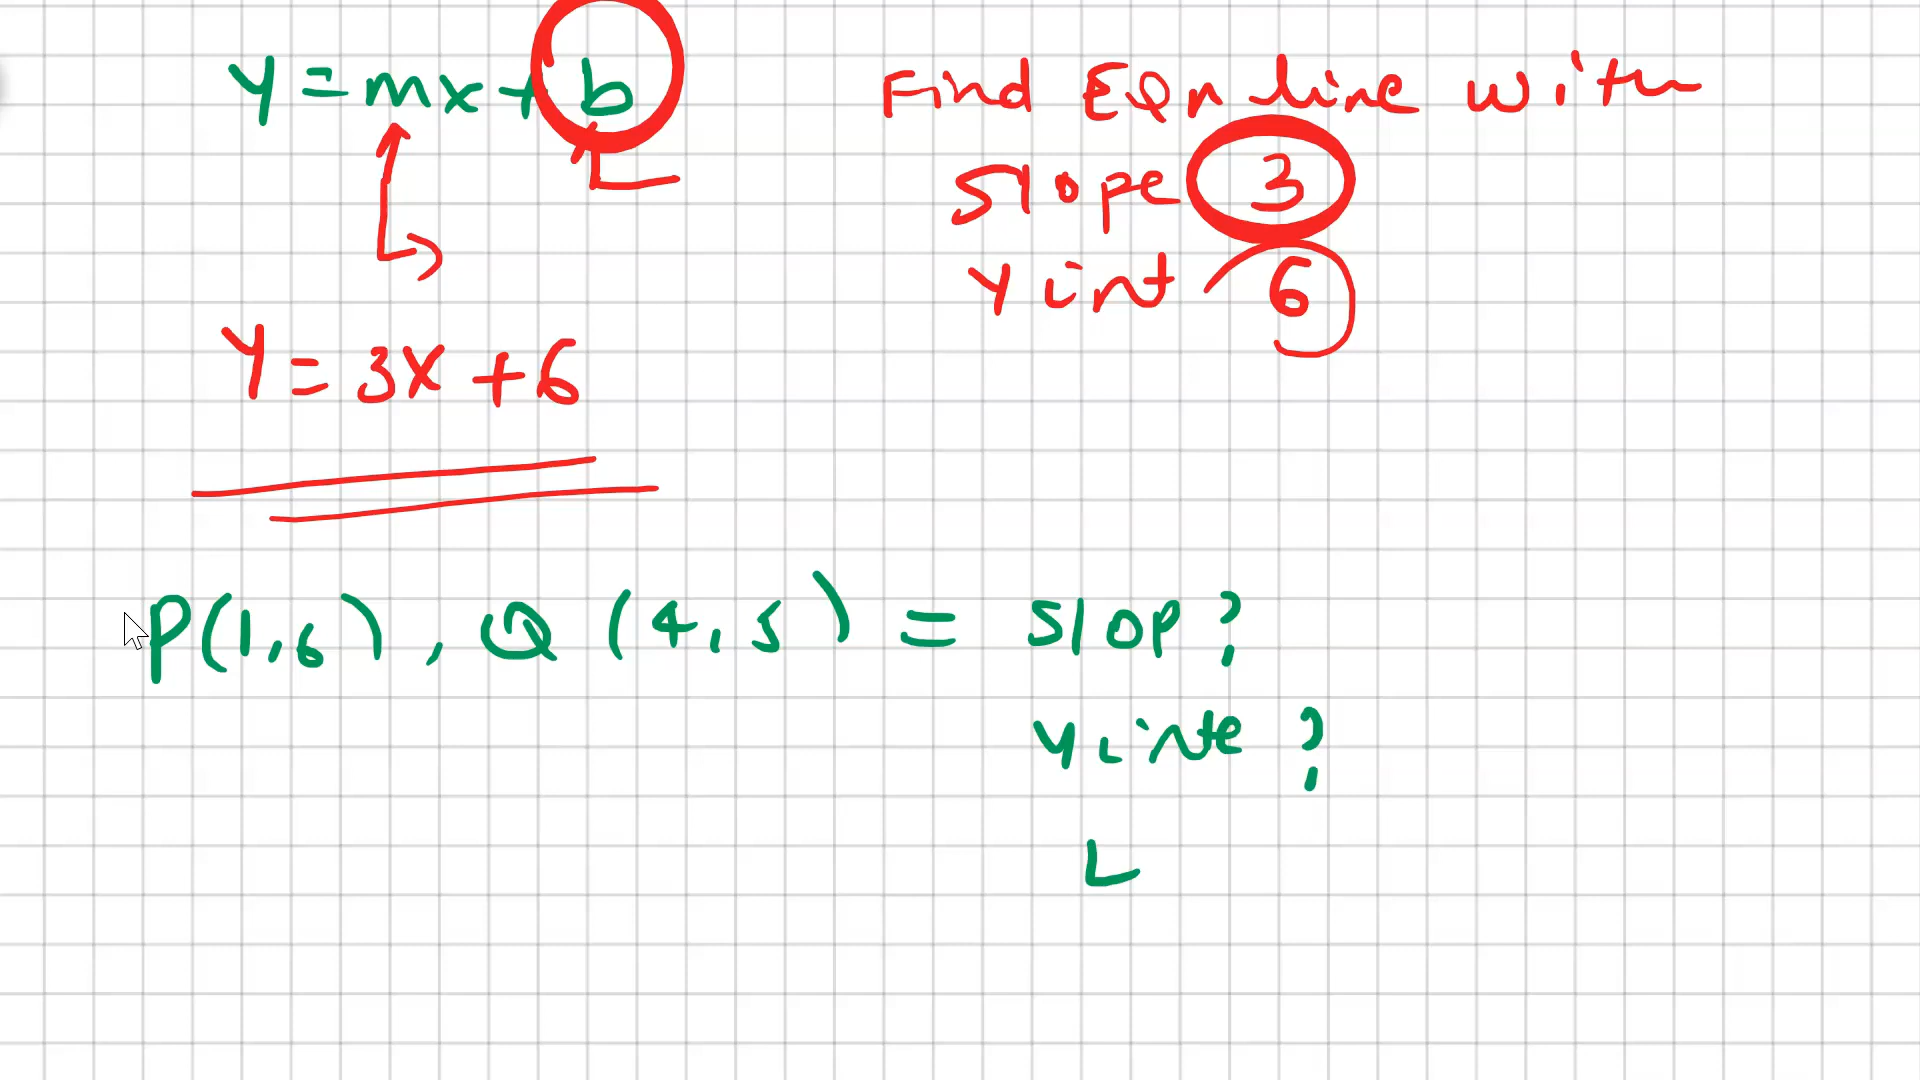 y = mx + b
Find Eqn line with
slope 3
y int 6
y = 3x + 6
P(1,6), Q (4,5) = slop?
y inte ?
L